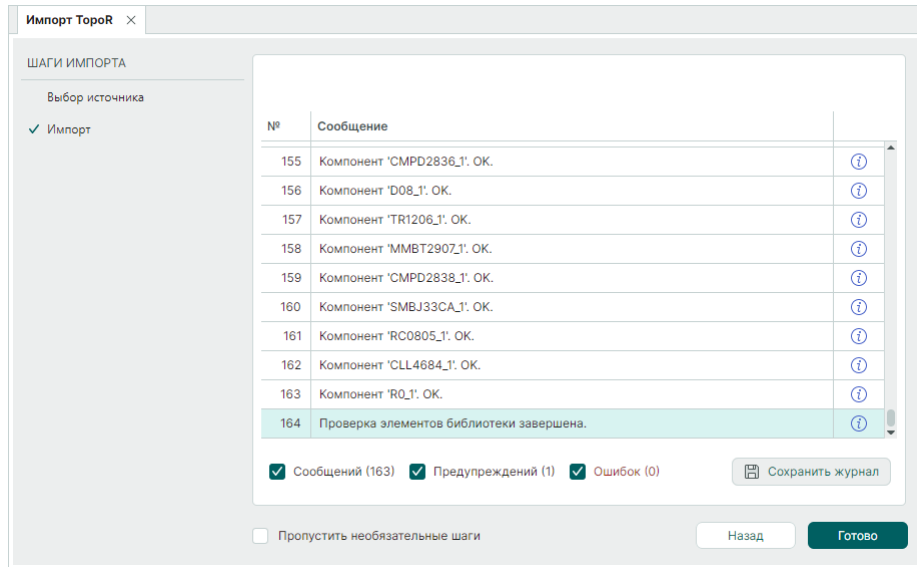 Импорт TopoR
ШАГИ ИМПОРТА
Выбор источника
Импорт
№ Сообщение
155 Компонент 'CMPD2836_1'. OK.
156 Компонент 'D08_1'. OK.
157 Компонент 'TR1206_1'. OK.
158 Компонент 'MMBT2907_1'. OK.
159 Компонент 'CMPD2838_1'. OK.
160 Компонент 'SMBJ33CA_1'. OK.
161 Компонент 'RC0805_1'. OK.
162 Компонент 'CLL4684_1'. OK.
163 Компонент 'R0_1'. OK.
164 Проверка элементов библиотеки завершена.
Сообщений (163) Предупреждений (1) Ошибок (0) Сохранить журнал
Пропустить необязательные шаги Назад Готово